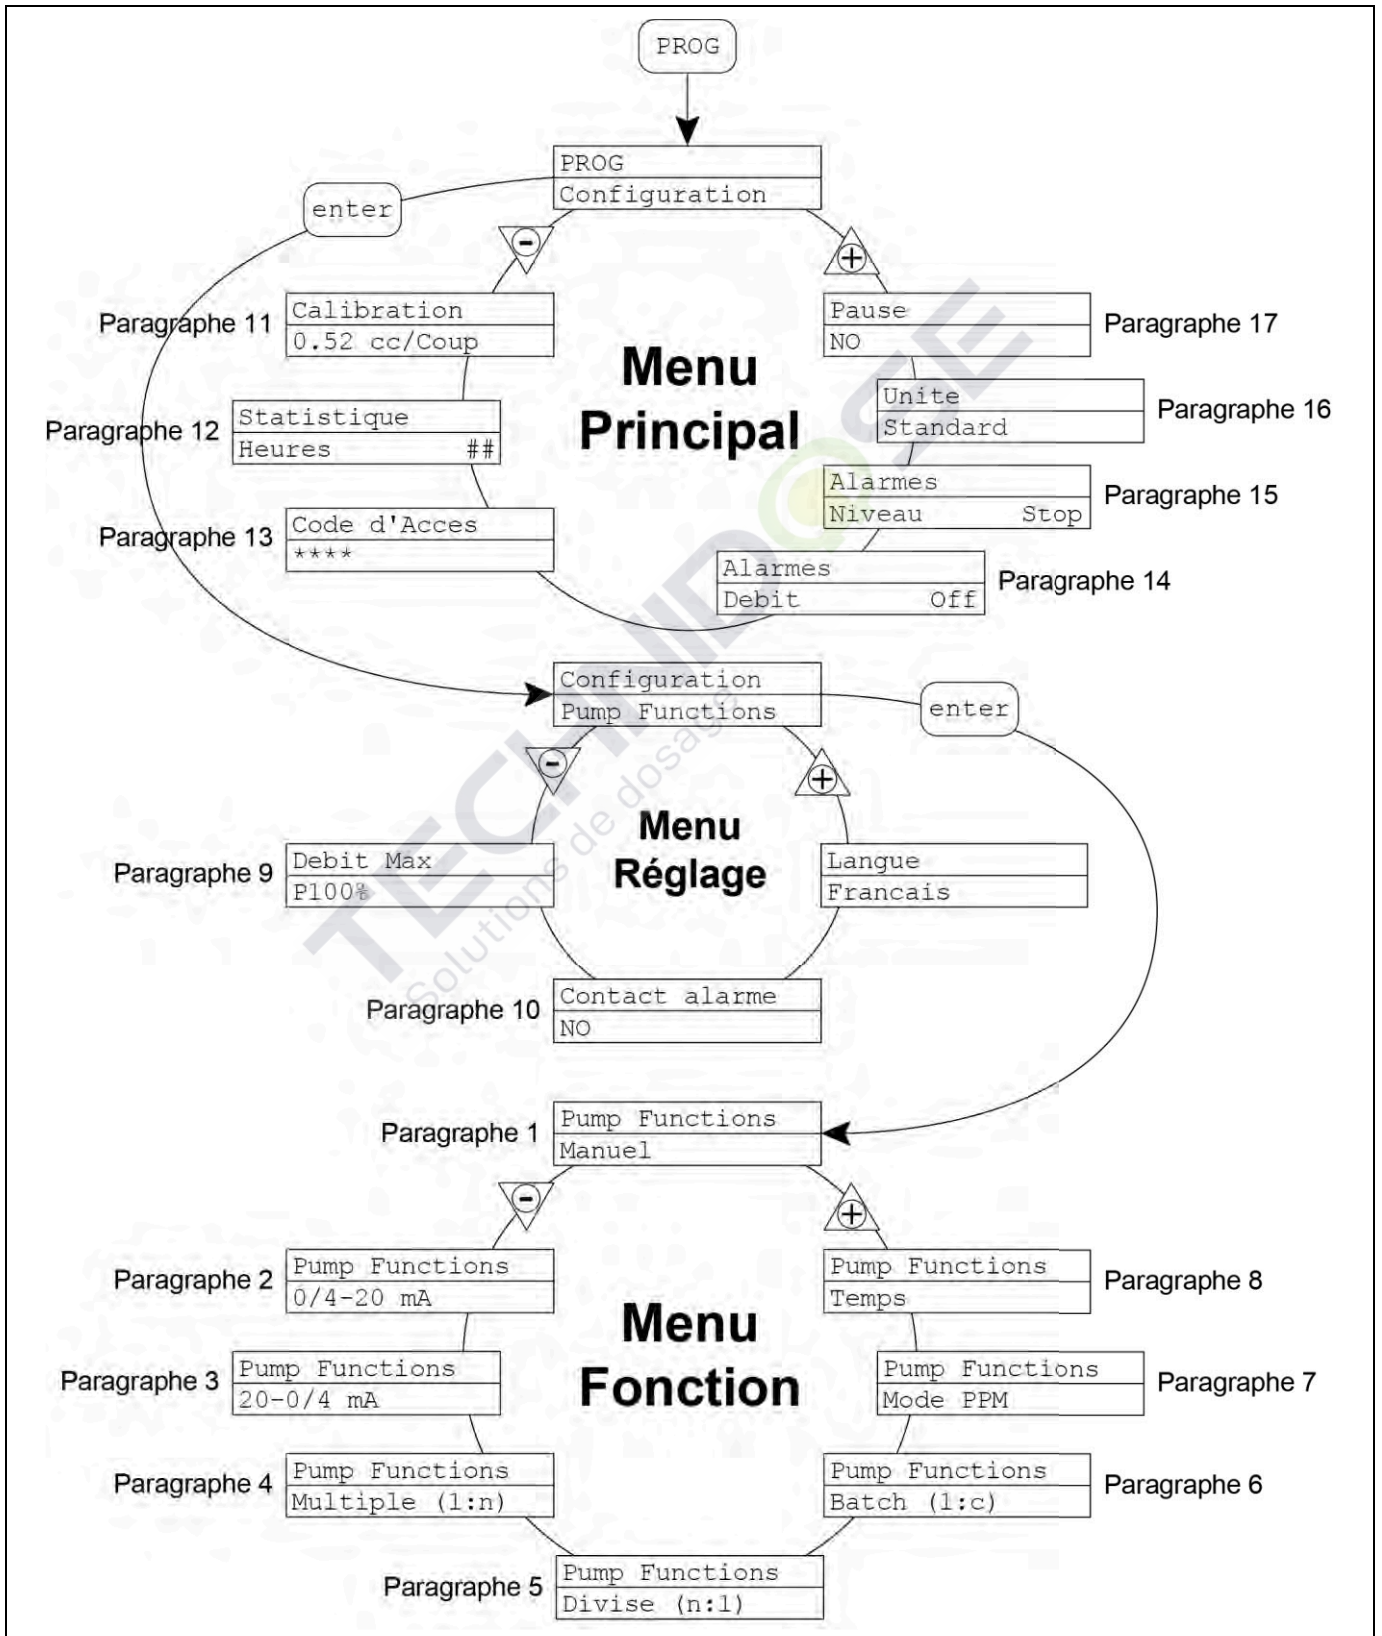 PROG
PROG
Configuration
enter
-
+
Paragraphe 11
Calibration
0.52 cc/Coup
Menu
Principal
Pause
NO
Paragraphe 17
Paragraphe 12
Statistique
Heures ##
Unite
Standard
Paragraphe 16
Paragraphe 13
Code d'Acces
****
Alarmes
Niveau Stop
Paragraphe 15
Alarmes
Debit Off
Paragraphe 14
Configuration
Pump Functions
enter
-
+
Paragraphe 9
Debit Max
P100%
Menu
Réglage
Langue
Francais
Paragraphe 10
Contact alarme
NO
TECHNIDOSE
Solutions de dosage
Paragraphe 1
Pump Functions
Manuel
-
+
Paragraphe 2
Pump Functions
0/4-20 mA
Menu
Fonction
Pump Functions
Temps
Paragraphe 8
Paragraphe 3
Pump Functions
20-0/4 mA
Pump Functions
Mode PPM
Paragraphe 7
Paragraphe 4
Pump Functions
Multiple (1:n)
Pump Functions
Batch (1:c)
Paragraphe 6
Paragraphe 5
Pump Functions
Divise (n:1)